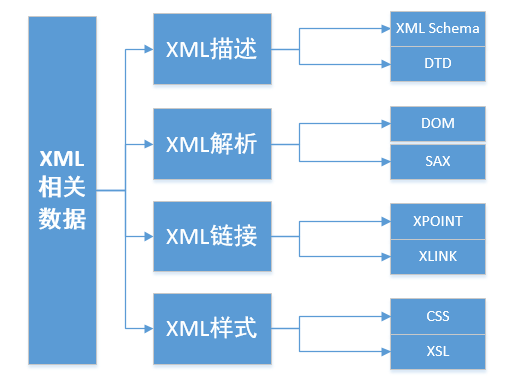 XML
相关
数据
XML描述
XML Schema
DTD
XML解析
DOM
SAX
XML链接
XPOINT
XLINK
XML样式
CSS
XSL